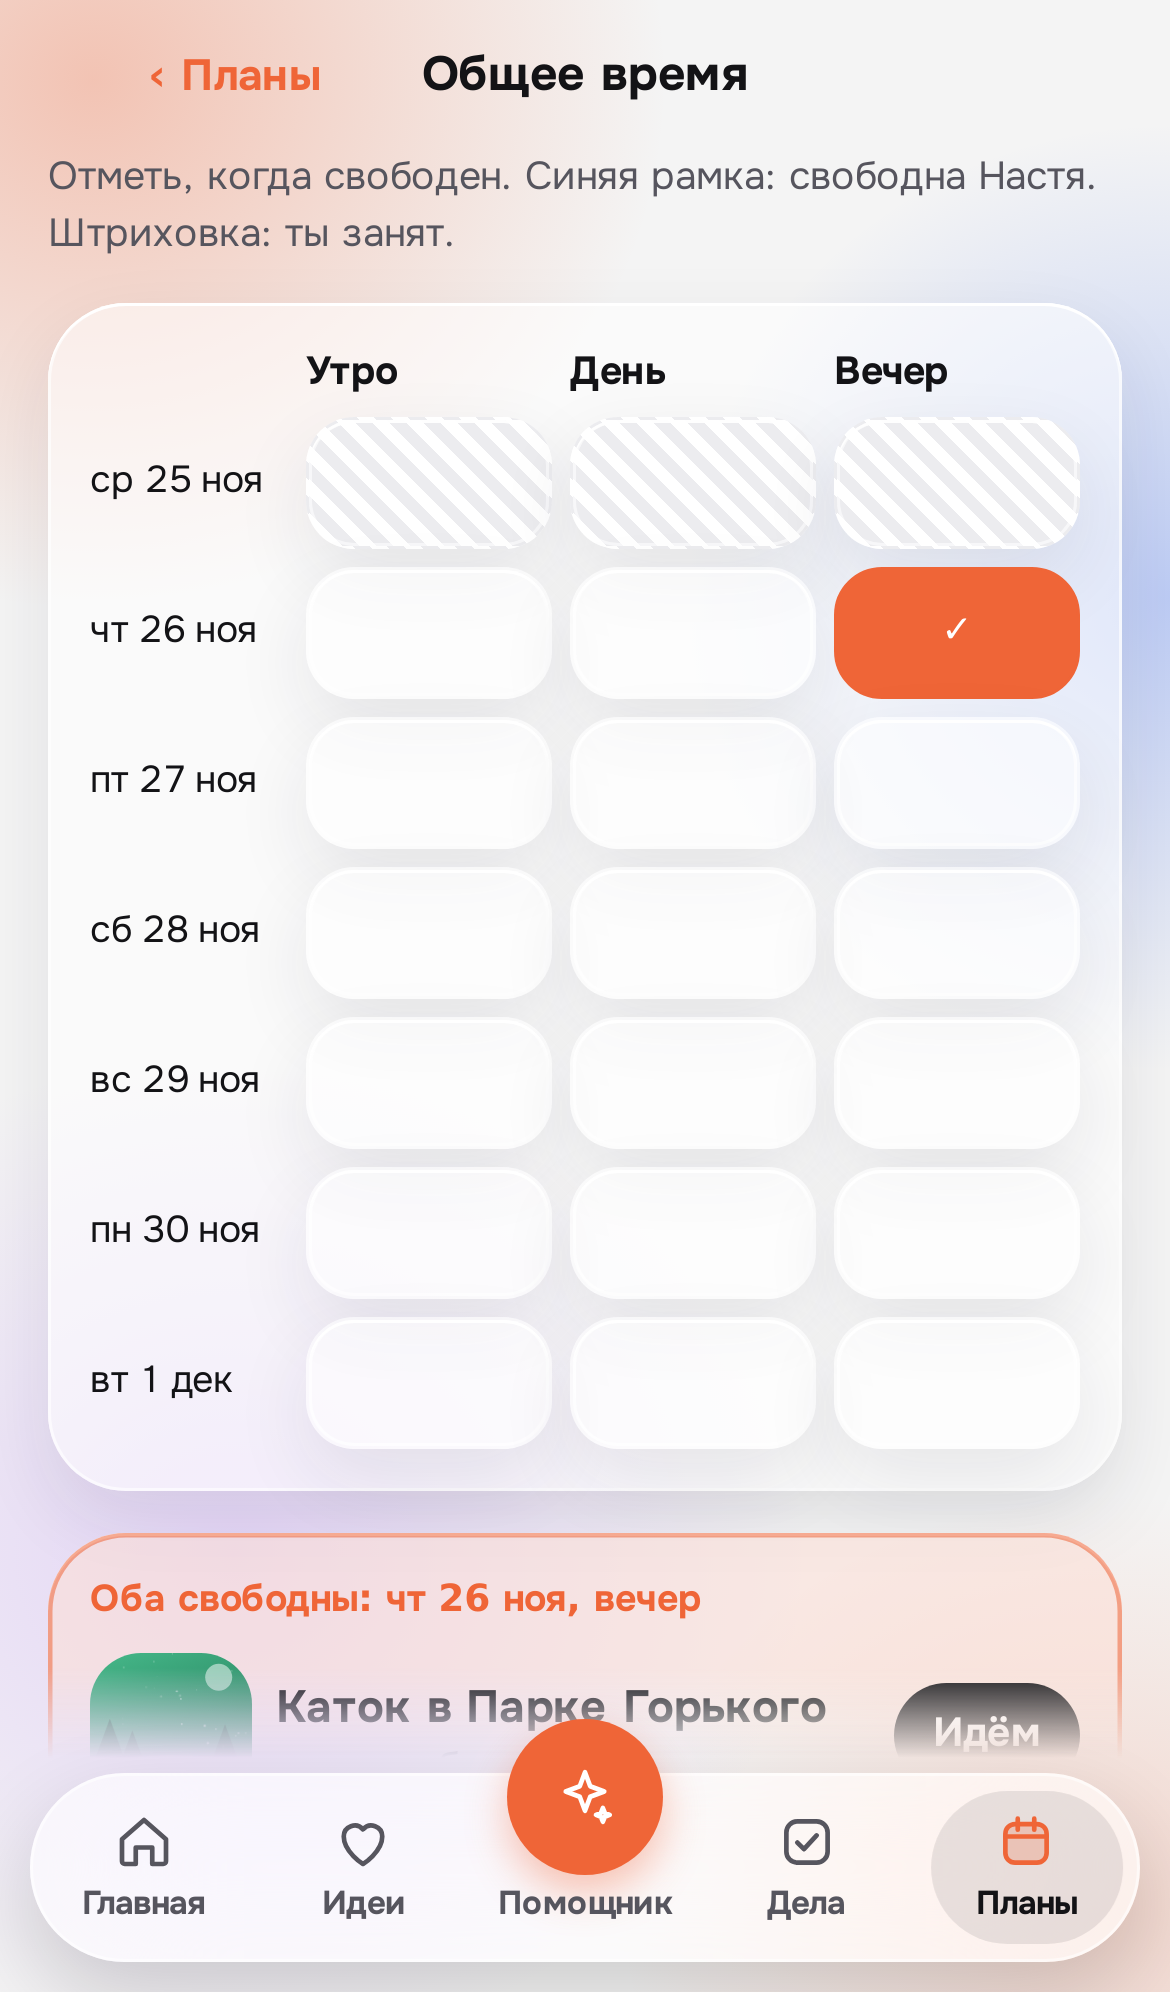 ‹ Планы
Общее время
Отметь, когда свободен. Синяя рамка: свободна Настя.
Штриховка: ты занят.
Утро День Вечер
ср 25 ноя
чт 26 ноя ✓
пт 27 ноя
сб 28 ноя
вс 29 ноя
пн 30 ноя
вт 1 дек
Оба свободны: чт 26 ноя, вечер
Каток в Парке Горького
Идём
Главная Идеи Помощник Дела Планы